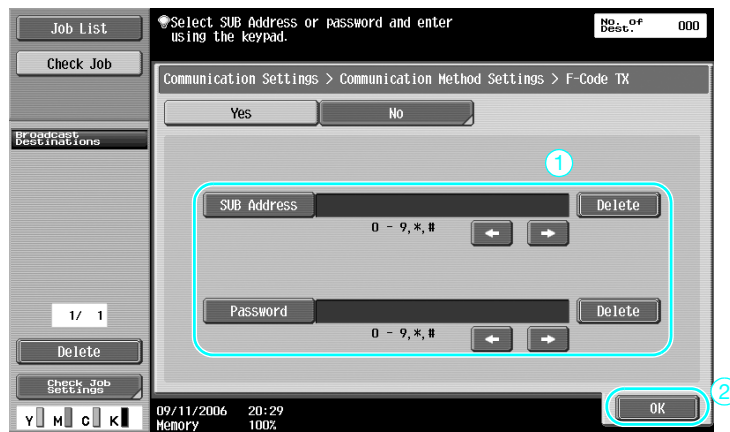 Job List
Check Job
Broadcast
Destinations
1/ 1
Delete
Check Job
Settings
Y M C K
Select SUB Address or password and enter
using the keypad.
No. of
Dest.
000
Communication Settings > Communication Method Settings > F-Code TX
Yes
No
1
SUB Address
Delete
0 - 9,*,#
Password
Delete
0 - 9,*,#
2
OK
09/11/2006 20:29
Memory 100%